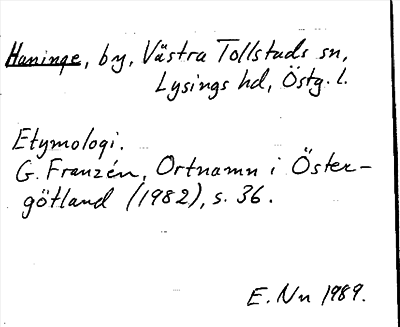 Haninge, by, Västra Tollstads sn,
Lysings hd, Östg. l.
Etymologi.
G. Franzén, Ortnamn i Öster-
götland (1982), s. 36.
E. Nn 1989.